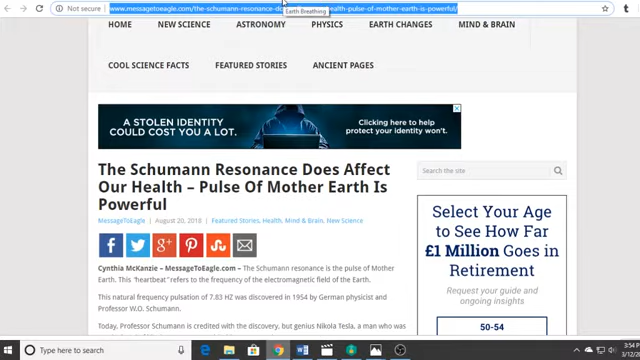 Not secure www.messagetoeagle.com/the-schumann-resonance-do health-pulse-of-mother-earth-is-powerful/
Earth Breathing
HOME NEW SCIENCE ASTRONOMY PHYSICS EARTH CHANGES MIND & BRAIN
COOL SCIENCE FACTS FEATURED STORIES ANCIENT PAGES
A STOLEN IDENTITY
COULD COST YOU A LOT.
Clicking here to help
protect your identity won't.
The Schumann Resonance Does Affect
Our Health – Pulse Of Mother Earth Is
Powerful
MessageToEagle August 20, 2018 Featured Stories, Health, Mind & Brain, New Science
Cynthia McKanzie – MessageToEagle.com – The Schumann resonance is the pulse of Mother
Earth. This "heartbeat" refers to the frequency of the electromagnetic field of the Earth.
This natural frequency pulsation of 7.83 HZ was discovered in 1954 by German physicist and
Professor W.O. Schumann.
Today, Professor Schumann is credited with the discovery, but genius Nikola Tesla, a man who was
Search the site
Select Your Age
to See How Far
£1 Million Goes in
Retirement
Request your guide and
ongoing insights
50-54
Type here to search
3:54